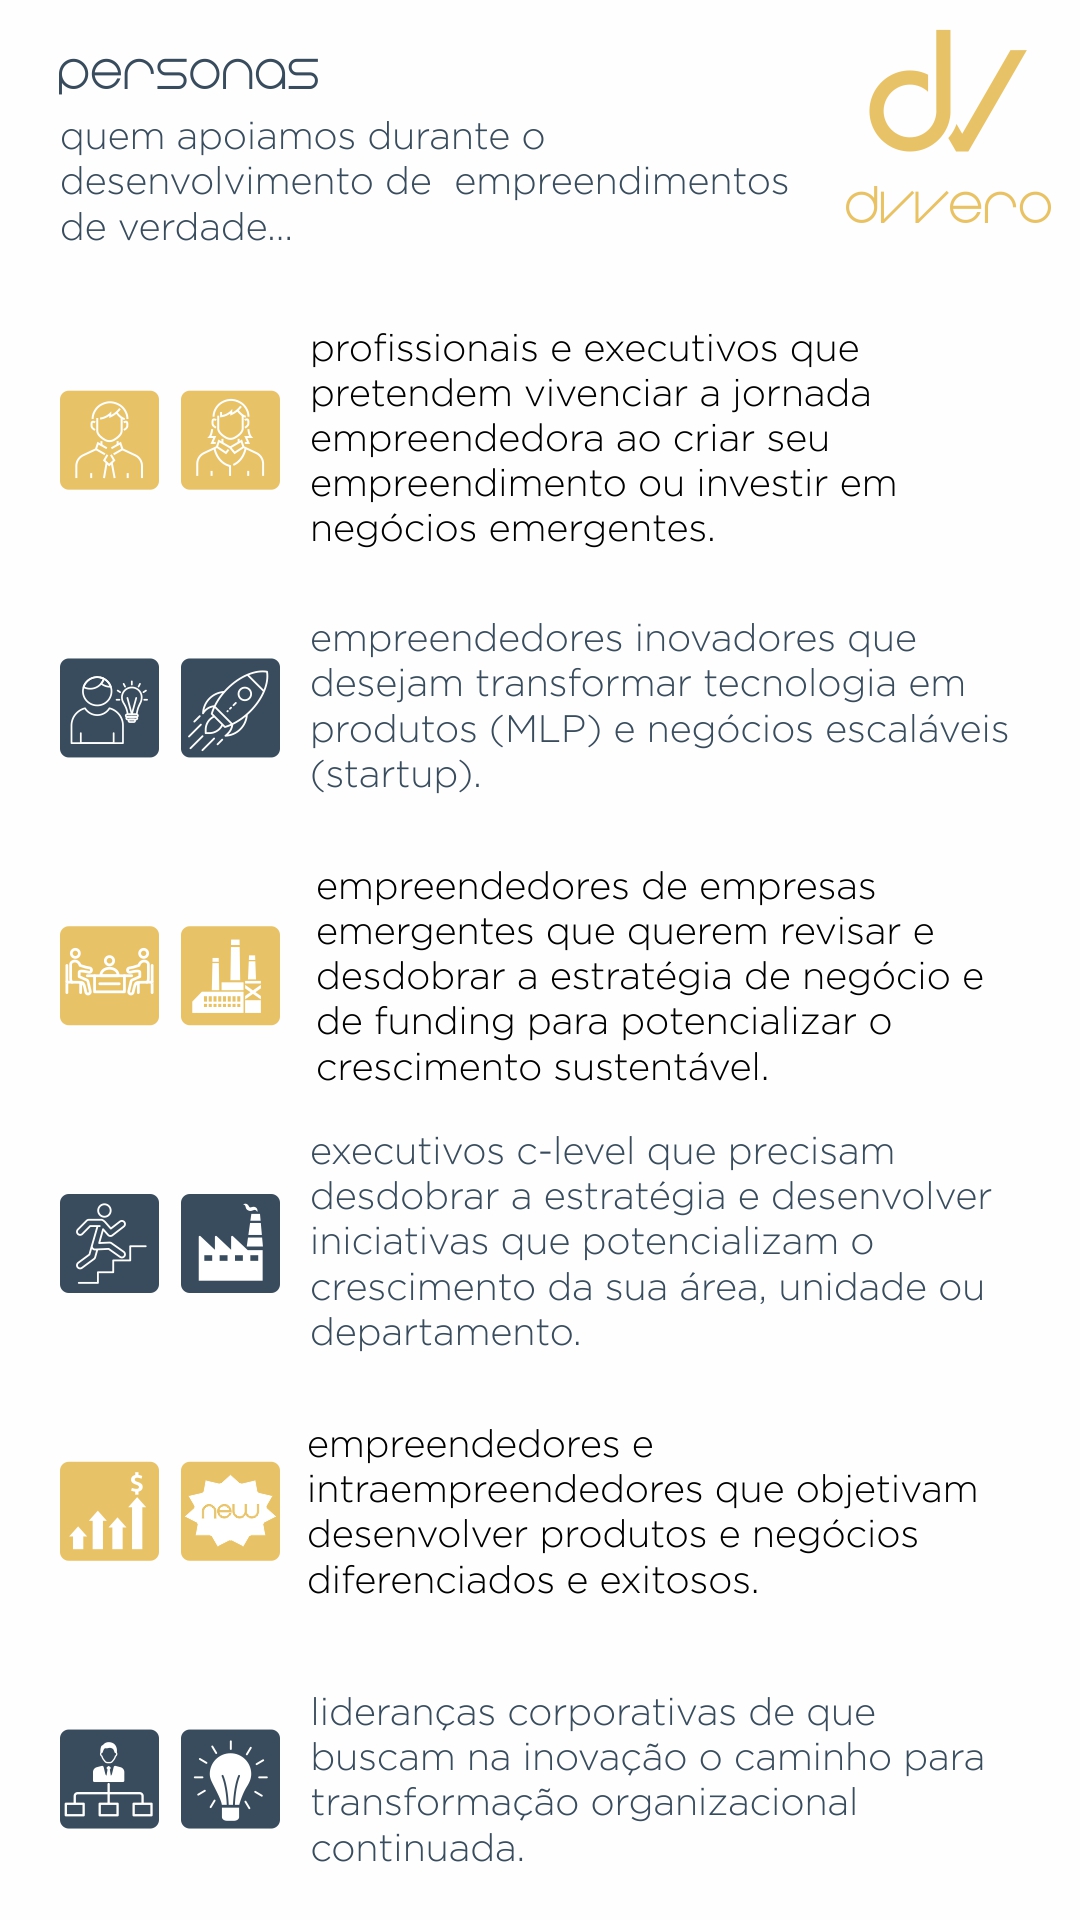 personas
quem apoiamos durante o
desenvolvimento de  empreendimentos
de verdade...
dv
dvvero
profissionais e executivos que
pretendem vivenciar a jornada
empreendedora ao criar seu
empreendimento ou investir em
negócios emergentes.
empreendedores inovadores que
desejam transformar tecnologia em
produtos (MLP) e negócios escaláveis
(startup).
empreendedores de empresas
emergentes que querem revisar e
desdobrar a estratégia de negócio e
de funding para potencializar o
crescimento sustentável.
executivos c-level que precisam
desdobrar a estratégia e desenvolver
iniciativas que potencializam o
crescimento da sua área, unidade ou
departamento.
$
new
empreendedores e
intraempreendedores que objetivam
desenvolver produtos e negócios
diferenciados e exitosos.
lideranças corporativas de que
buscam na inovação o caminho para
transformação organizacional
continuada.